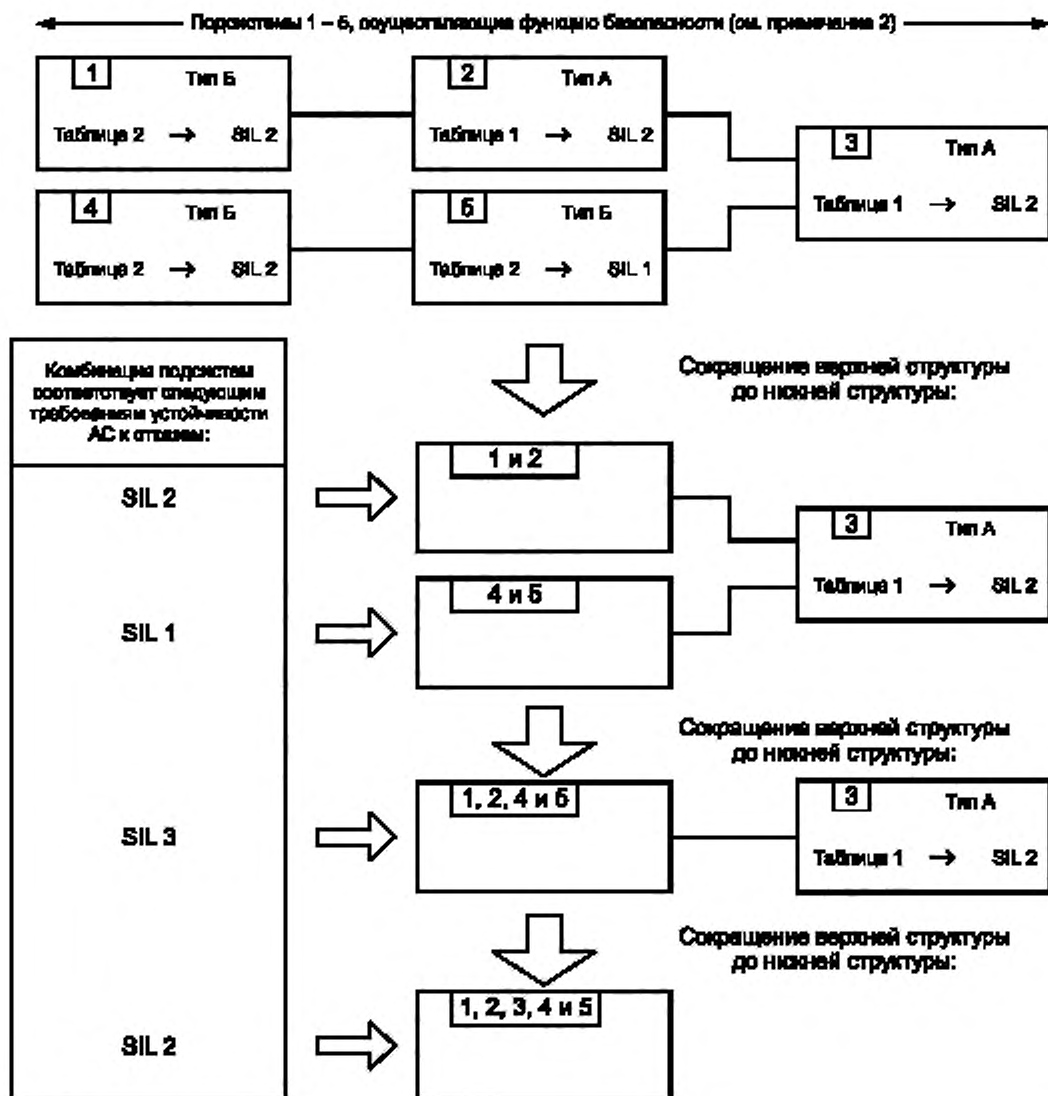 Подсистемы 1 – 5, осуществляющие функцию безопасности (см. примечание 2)
1 Тип Б
Таблица 2 → SIL 2
2 Тип А
Таблица 1 → SIL 2
3 Тип А
Таблица 1 → SIL 2
4 Тип Б
Таблица 2 → SIL 2
5 Тип Б
Таблица 2 → SIL 1
Комбинация подсистем
соответствует следующим
требованиям устойчивости
АС к отказам:
Сокращение верхней структуры
до нижней структуры:
SIL 2
1 и 2
3 Тип А
Таблица 1 → SIL 2
SIL 1
4 и 5
Сокращение верхней структуры
до нижней структуры:
SIL 3
1, 2, 4 и 5
3 Тип А
Таблица 1 → SIL 2
Сокращение верхней структуры
до нижней структуры:
SIL 2
1, 2, 3, 4 и 5